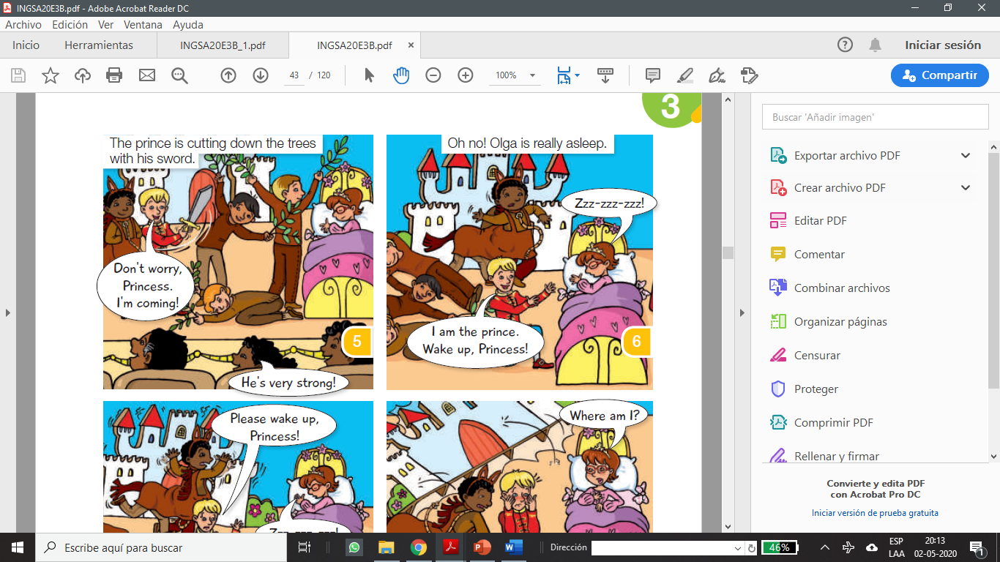 INGSA20E3B.pdf - Adobe Acrobat Reader DC
Archivo Edición Ver Ventana Ayuda
Inicio Herramientas INGSA20E3B_1.pdf INGSA20E3B.pdf × Iniciar sesión
43 / 120 100% Compartir
3
The prince is cutting down the trees
with his sword.
Don't worry,
Princess.
I'm coming!
He's very strong!
5
Oh no! Olga is really asleep.
Zzz-zzz-zzz!
I am the prince.
Wake up, Princess!
6
Please wake up,
Princess!
Zzz-zzz-zzz!
Where am I?
Buscar 'Añadir imagen'
Exportar archivo PDF
Crear archivo PDF
Editar PDF
Comentar
Combinar archivos
Organizar páginas
Censurar
Proteger
Comprimir PDF
Rellenar y firmar
Convierte y edita PDF
con Acrobat Pro DC
Iniciar versión de prueba gratuita
Escribe aquí para buscar
Dirección
46%
ESP
LAA
20:13
02-05-2020
1